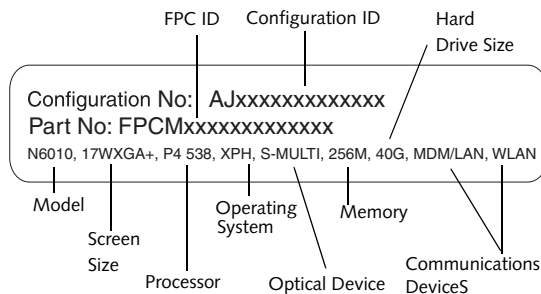 FPC ID
Configuration ID
Hard
Drive Size
Configuration No: AJxxxxxxxxxxxxx
Part No: FPCMxxxxxxxxxxxxx
N6010, 17WXGA+, P4 538, XPH, S-MULTI, 256M, 40G, MDM/LAN, WLAN
Model
Screen
Size
Processor
Operating
System
Optical Device
Memory
Communications
DeviceS